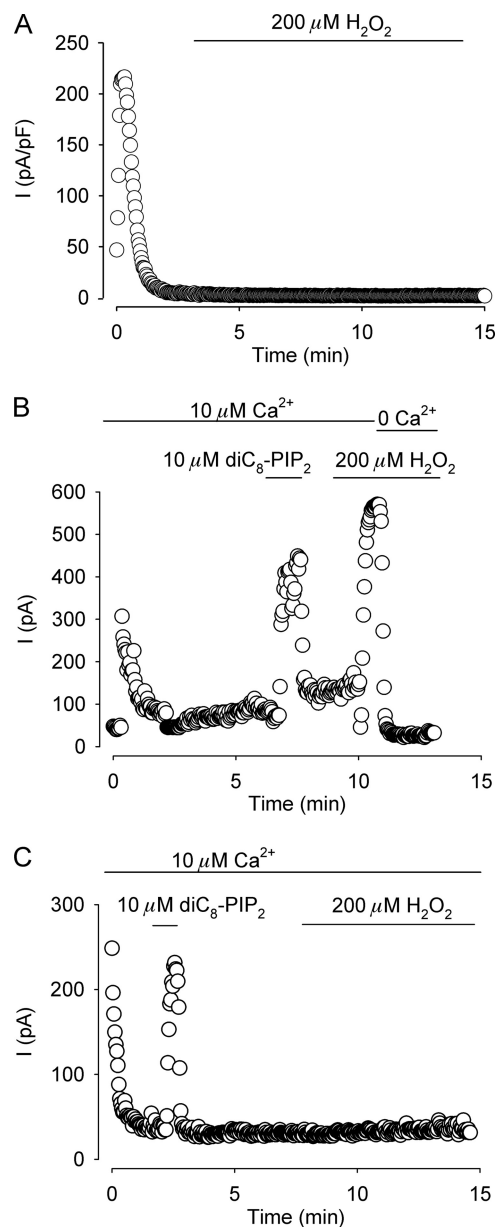 A
200 µM H₂O₂
250
200
150
100
50
0
I (pA/pF)
0 5 10 15
Time (min)
B
10 µM Ca²⁺ 0 Ca²⁺
10 µM diC₈-PIP₂ 200 µM H₂O₂
600
500
400
300
200
100
0
I (pA)
0 5 10 15
Time (min)
C
10 µM Ca²⁺
300
10 µM diC₈-PIP₂ 200 µM H₂O₂
200
100
0
I (pA)
0 5 10 15
Time (min)